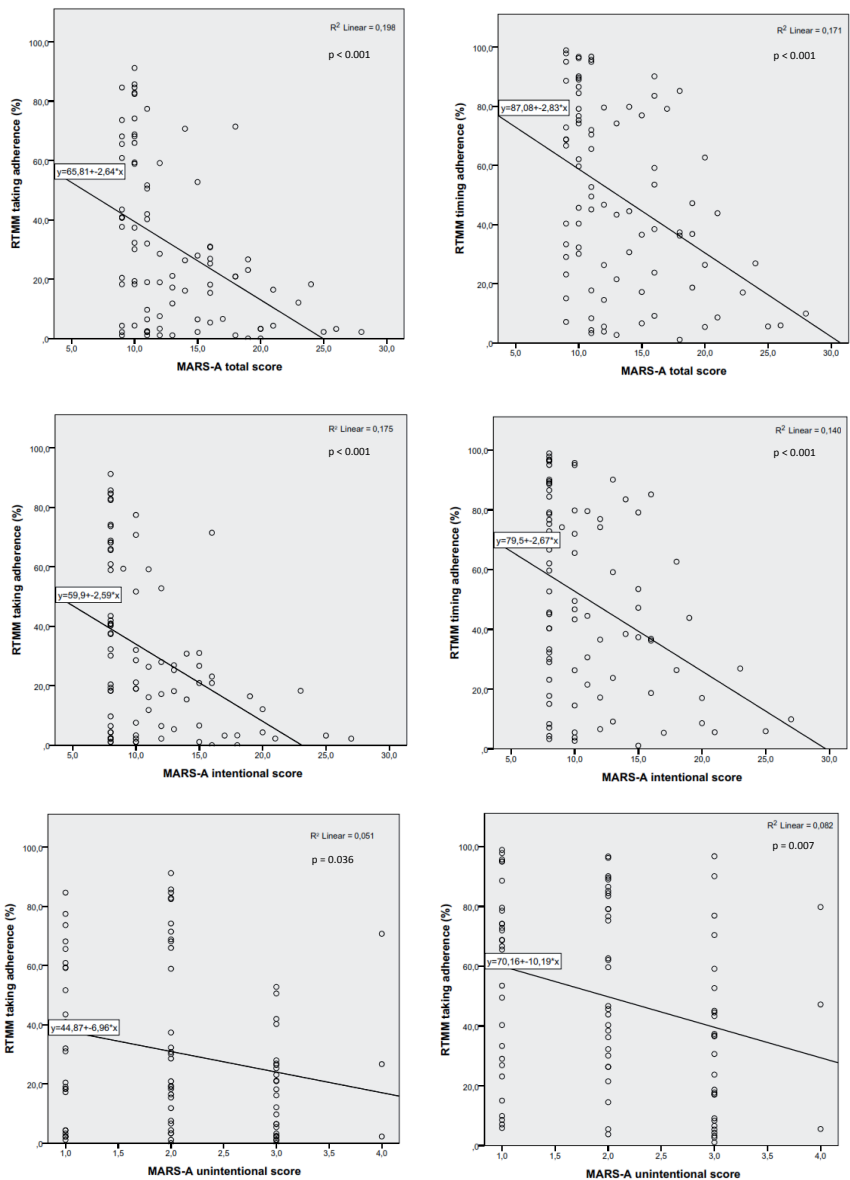 R² Linear = 0,198
p < 0.001
100,0
80,0
60,0
40,0
20,0
,0
y=65,81+-2,64*x
RTMM taking adherence (%)
5,0 10,0 15,0 20,0 25,0 30,0
MARS-A total score
R² Linear = 0,171
p < 0.001
100,0
80,0
60,0
40,0
20,0
,0
y=87,08+-2,83*x
RTMM timing adherence (%)
5,0 10,0 15,0 20,0 25,0 30,0
MARS-A total score
R² Linear = 0,175
p < 0.001
100,0
80,0
60,0
40,0
20,0
,0
y=59,9+-2,59*x
RTMM taking adherence (%)
5,0 10,0 15,0 20,0 25,0 30,0
MARS-A intentional score
R² Linear = 0,140
p < 0.001
100,0
80,0
60,0
40,0
20,0
,0
y=79,5+-2,67*x
RTMM timing adherence (%)
5,0 10,0 15,0 20,0 25,0 30,0
MARS-A intentional score
R² Linear = 0,051
p = 0.036
100,0
80,0
60,0
40,0
20,0
,0
y=44,87+-6,96*x
RTMM taking adherence (%)
1,0 1,5 2,0 2,5 3,0 3,5 4,0
MARS-A unintentional score
R² Linear = 0,082
p = 0.007
100,0
80,0
60,0
40,0
20,0
,0
y=70,16+-10,19*x
RTMM taking adherence (%)
1,0 1,5 2,0 2,5 3,0 3,5 4,0
MARS-A unintentional score